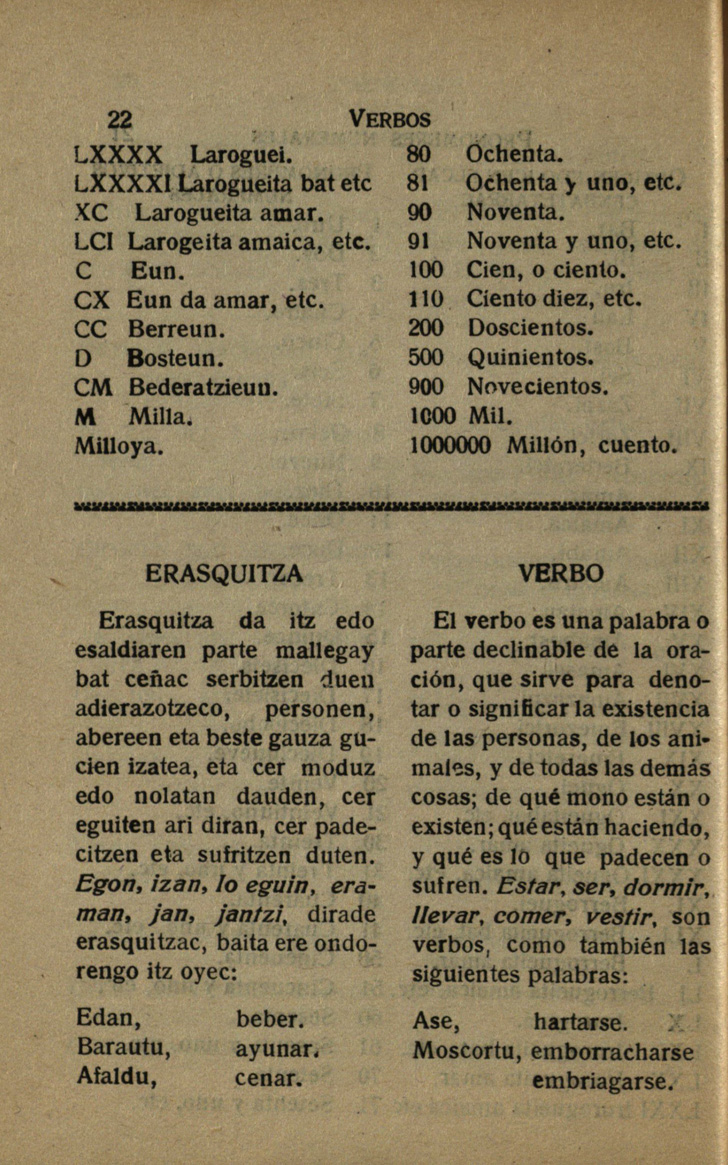 22 VERBOS
LXXXX Laroguei.
LXXXXI Larogueita bat etc
XC Larogueita amar.
LCI Larogeita amaica, etc.
C Eun.
CX Eun da amar, etc.
CC Berreun.
D Bosteun.
CM Bederatzieun.
M Milla.
Milloya.
80 Ochenta.
81 Ochenta y uno, etc.
90 Noventa.
91 Noventa y uno, etc.
100 Cien, o ciento.
110 Ciento diez, etc.
200 Doscientos.
500 Quinientos.
900 Novecientos.
1000 Mil.
1000000 Millón, cuento.
ERASQUITZA
Erasquitza da itz edo
esaldiaren parte mallegay
bat ceñac serbitzen duen
adierazotzeco, personen,
abereen eta beste gauza gu-
cien izatea, eta cer moduz
edo nolatan dauden, cer
eguiten ari diran, cer pade-
citzen eta sufritzen duten.
Egon, izan, lo eguin, era-
man, jan, jantzi, dirade
erasquitzac, baita ere ondo-
rengo itz oyec:
Edan, beber.
Barautu, ayunar.
Afaldu, cenar.
VERBO
El verbo es una palabra o
parte declinable de la ora-
ción, que sirve para deno-
tar o significar la existencia
de las personas, de los ani-
males, y de todas las demás
cosas; de qué mono están o
existen; qué están haciendo,
y qué es lo que padecen o
sufren. Estar, ser, dormir,
llevar, comer, vestir, son
verbos, como también las
siguientes palabras:
Ase, hartarse.
Moscortu, emborracharse
embriagarse.